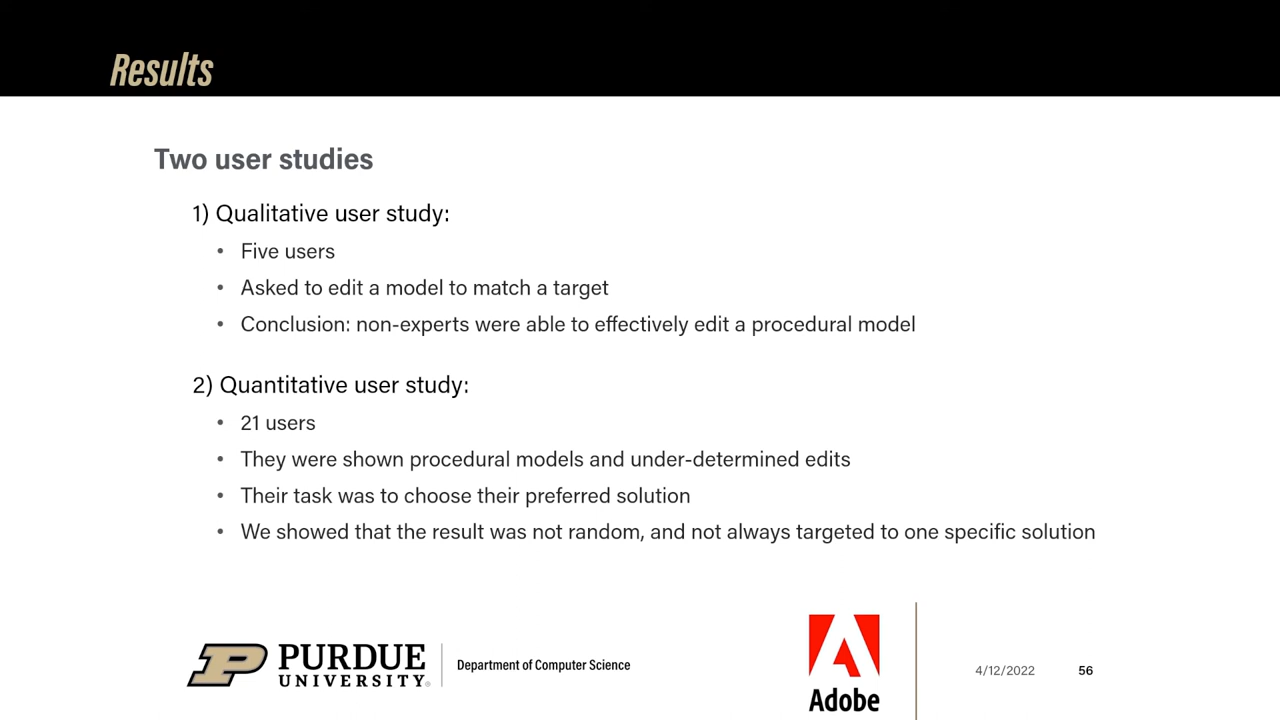 Results
Two user studies
1) Qualitative user study:
• Five users
• Asked to edit a model to match a target
• Conclusion: non-experts were able to effectively edit a procedural model
2) Quantitative user study:
• 21 users
• They were shown procedural models and under-determined edits
• Their task was to choose their preferred solution
• We showed that the result was not random, and not always targeted to one specific solution
P PURDUE UNIVERSITY®
Department of Computer Science
Adobe
4/12/2022
56